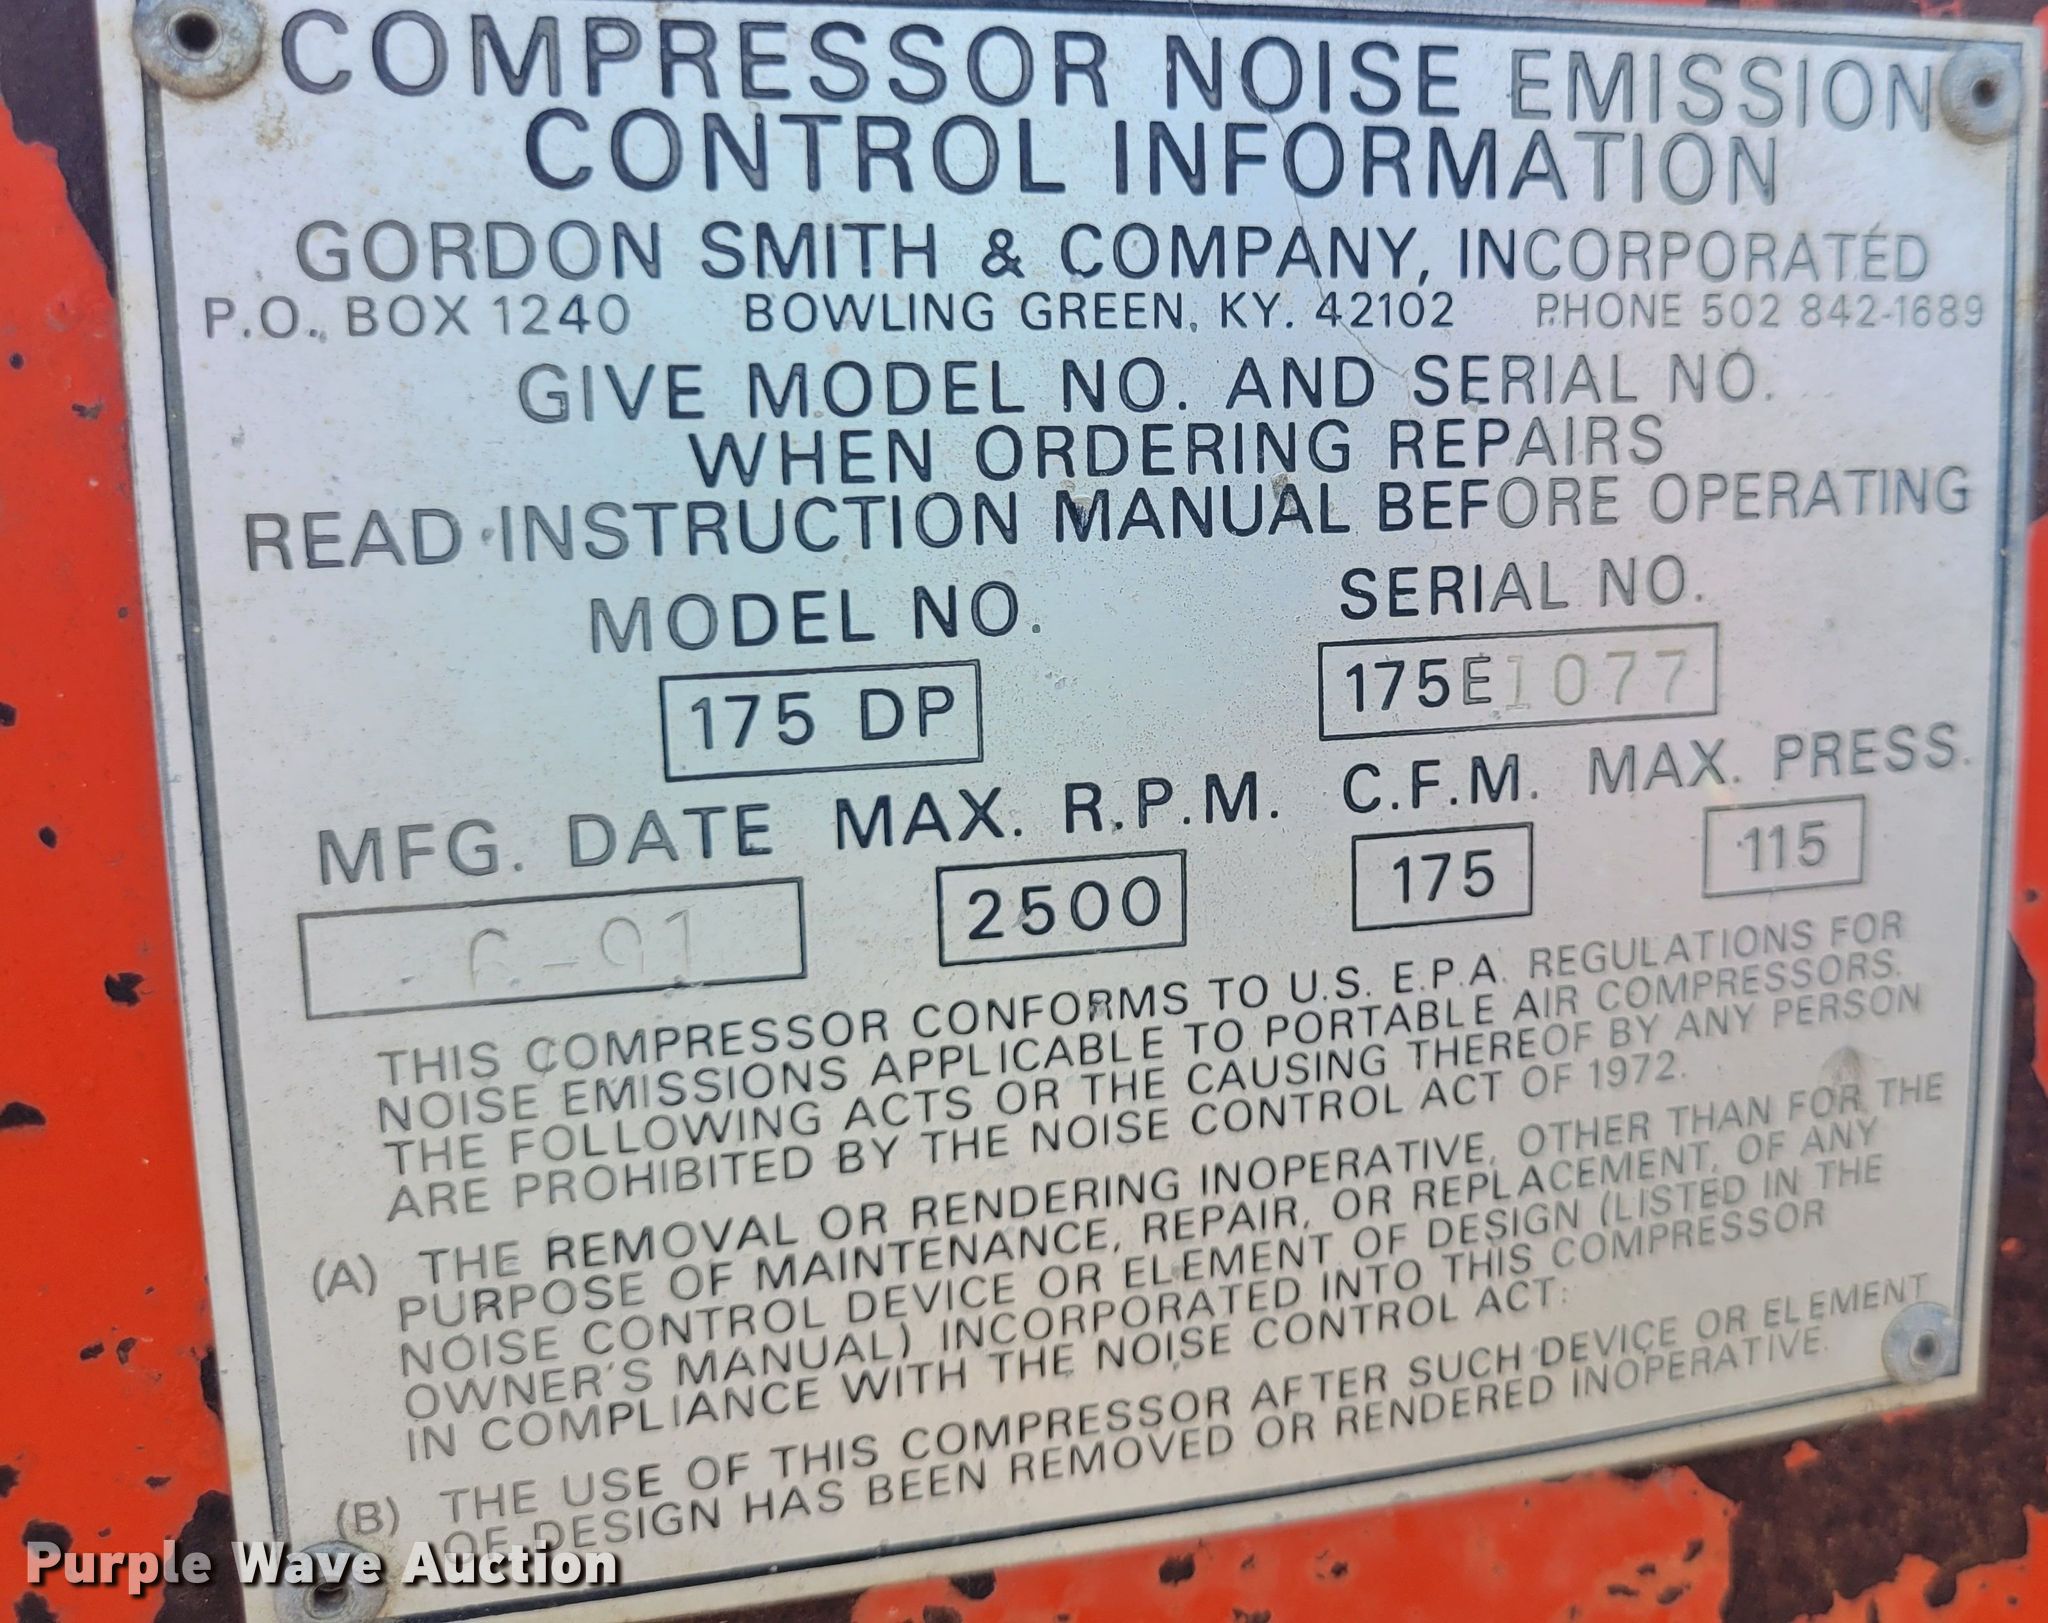 COMPRESSOR NOISE EMISSION
CONTROL INFORMATION
GORDON SMITH & COMPANY, INCORPORATED
P.O. BOX 1240 BOWLING GREEN, KY. 42102 PHONE 502 842-1689
GIVE MODEL NO. AND SERIAL NO.
WHEN ORDERING REPAIRS
READ INSTRUCTION MANUAL BEFORE OPERATING
MODEL NO. SERIAL NO.
175 DP 175E1077
MFG. DATE MAX. R.P.M. C.F.M. MAX. PRESS.
6-91 2500 175 115
THIS COMPRESSOR CONFORMS TO U.S. E.P.A. REGULATIONS FOR
NOISE EMISSIONS APPLICABLE TO PORTABLE AIR COMPRESSORS.
THE FOLLOWING ACTS OR THE CAUSING THEREOF BY ANY PERSON
ARE PROHIBITED BY THE NOISE CONTROL ACT OF 1972.
(A) THE REMOVAL OR RENDERING INOPERATIVE, OTHER THAN FOR THE
PURPOSE OF MAINTENANCE, REPAIR, OR REPLACEMENT, OF ANY
NOISE CONTROL DEVICE OR ELEMENT OF DESIGN (LISTED IN THE
OWNER'S MANUAL) INCORPORATED INTO THIS COMPRESSOR
IN COMPLIANCE WITH THE NOISE CONTROL ACT:
(B) THE USE OF THIS COMPRESSOR AFTER SUCH DEVICE OR ELEMENT
OF DESIGN HAS BEEN REMOVED OR RENDERED INOPERATIVE.
Purple Wave Auction